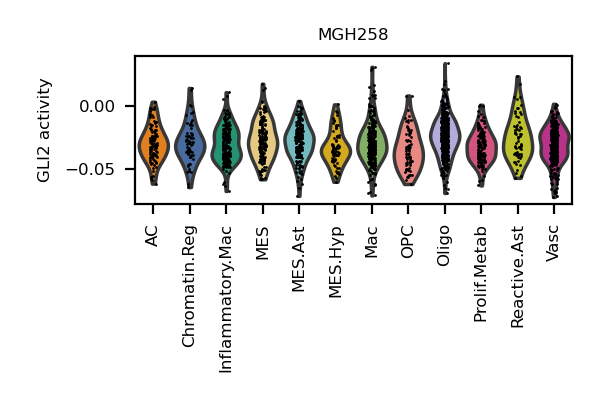 MGH258
GLI2 activity
0.00
−0.05
AC
Chromatin.Reg
Inflammatory.Mac
MES
MES.Ast
MES.Hyp
Mac
OPC
Oligo
Prolif.Metab
Reactive.Ast
Vasc